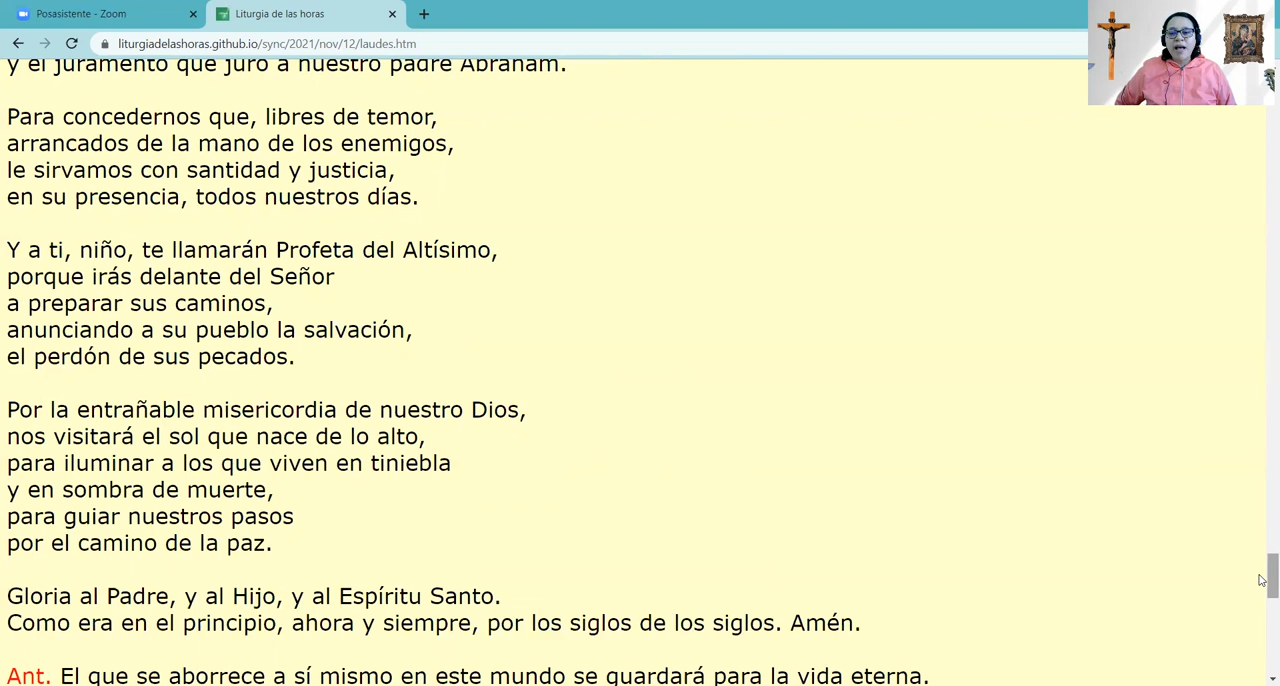 Posasistente - Zoom
Liturgia de las horas
liturgiadelashoras.github.io/sync/2021/nov/12/laudes.htm
y el juramento que juró a nuestro padre Abraham.
Para concedernos que, libres de temor,
arrancados de la mano de los enemigos,
le sirvamos con santidad y justicia,
en su presencia, todos nuestros días.
Y a ti, niño, te llamarán Profeta del Altísimo,
porque irás delante del Señor
a preparar sus caminos,
anunciando a su pueblo la salvación,
el perdón de sus pecados.
Por la entrañable misericordia de nuestro Dios,
nos visitará el sol que nace de lo alto,
para iluminar a los que viven en tiniebla
y en sombra de muerte,
para guiar nuestros pasos
por el camino de la paz.
Gloria al Padre, y al Hijo, y al Espíritu Santo.
Como era en el principio, ahora y siempre, por los siglos de los siglos. Amén.
Ant. El que se aborrece a sí mismo en este mundo se guardará para la vida eterna.